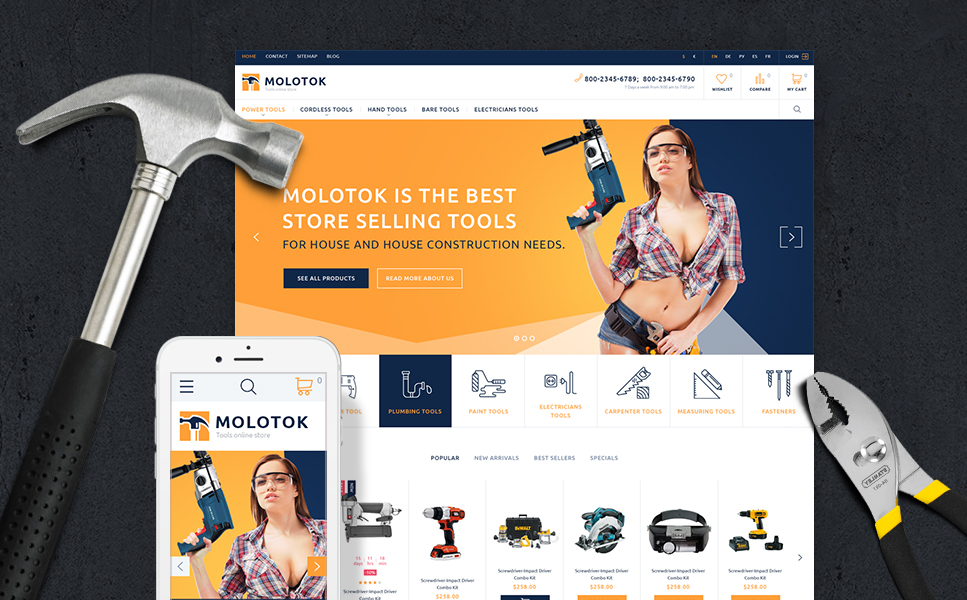 HOME CONTACT SITEMAP BLOG
$ € EN DE РУ ES FR LOGIN
MOLOTOK
Tools online store
800-2345-6789; 800-2345-6790
7 Days a week from 9:00 am to 7:00 pm
WISHLIST 0 COMPARE 0 MY CART 0
POWER TOOLS CORDLESS TOOLS HAND TOOLS BARE TOOLS ELECTRICIANS TOOLS
MOLOTOK IS THE BEST
STORE SELLING TOOLS
FOR HOUSE AND HOUSE CONSTRUCTION NEEDS.
SEE ALL PRODUCTS READ MORE ABOUT US
TOOL PLUMBING TOOLS PAINT TOOLS ELECTRICIANS
TOOLS CARPENTER TOOLS MEASURING TOOLS FASTENERS
POPULAR NEW ARRIVALS BEST SELLERS SPECIALS
DEWALT
days hrs min
-10%
Screwdriver-Impact Driver
Combo Kit
Screwdriver-Impact Driver
Combo Kit
$258.00
Screwdriver-Impact Driver
Combo Kit
$258.00
Screwdriver-Impact Driver
Combo Kit
$258.00
Screwdriver-Impact Driver
Combo Kit
$258.00
Screwdriver-Impact Driver
Combo Kit
$258.00
0
MOLOTOK
Tools online store
STANLEY